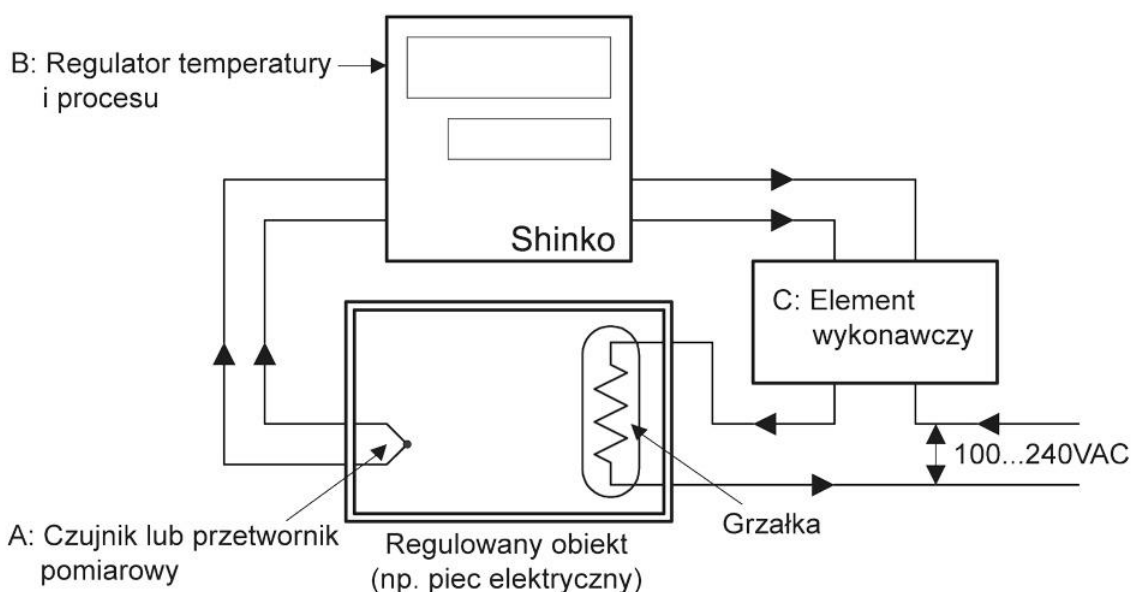 B: Regulator temperatury
i procesu
Shinko
C: Element
wykonawczy
100...240VAC
A: Czujnik lub przetwornik
pomiarowy
Regulowany obiekt
(np. piec elektryczny)
Grzałka